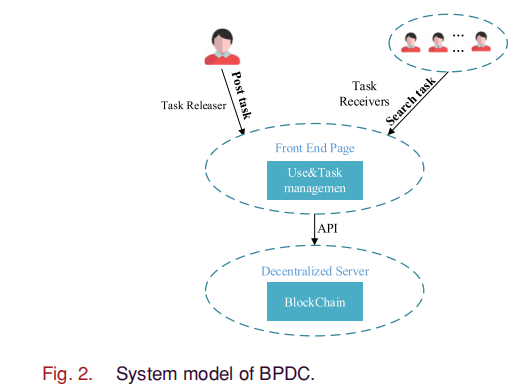 ... 
...
Post task
Task Releaser
Task
Receivers
Search task
Front End Page
Use&Task
managemen
API
Decentralized Server
BlockChain
Fig. 2. System model of BPDC.